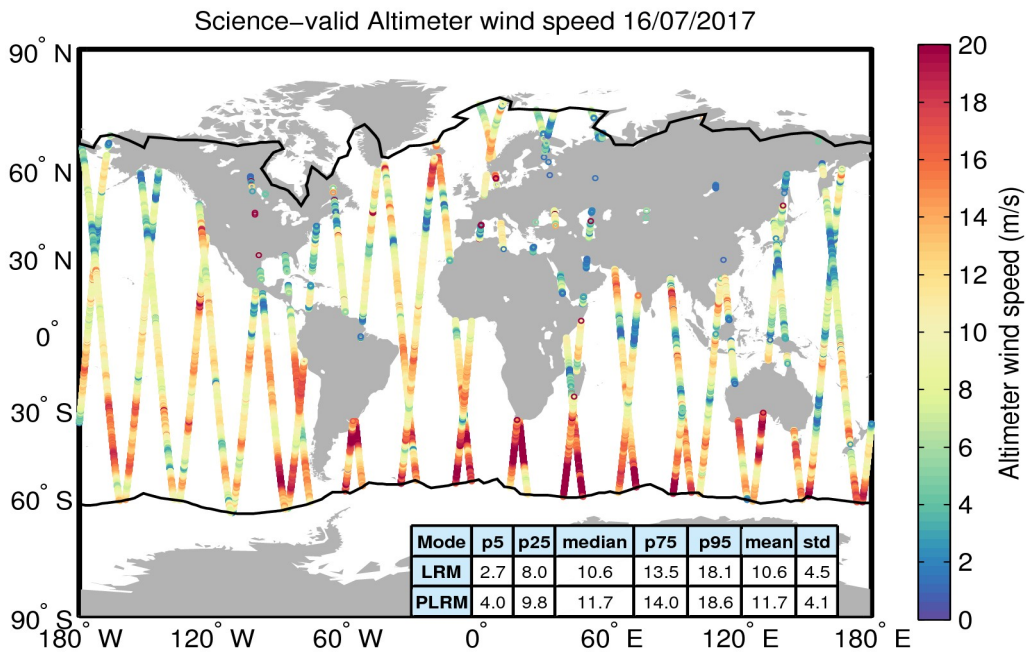 Science−valid Altimeter wind speed 16/07/2017
90° N
60° N
30° N
0°
30° S
60° S
90° S
180° W
120° W
60° W
0°
60° E
120° E
180° E
Mode p5 p25 median p75 p95 mean std
LRM 2.7 8.0 10.6 13.5 18.1 10.6 4.5
PLRM 4.0 9.8 11.7 14.0 18.6 11.7 4.1
20
18
16
14
12
10
8
6
4
2
0
Altimeter wind speed (m/s)